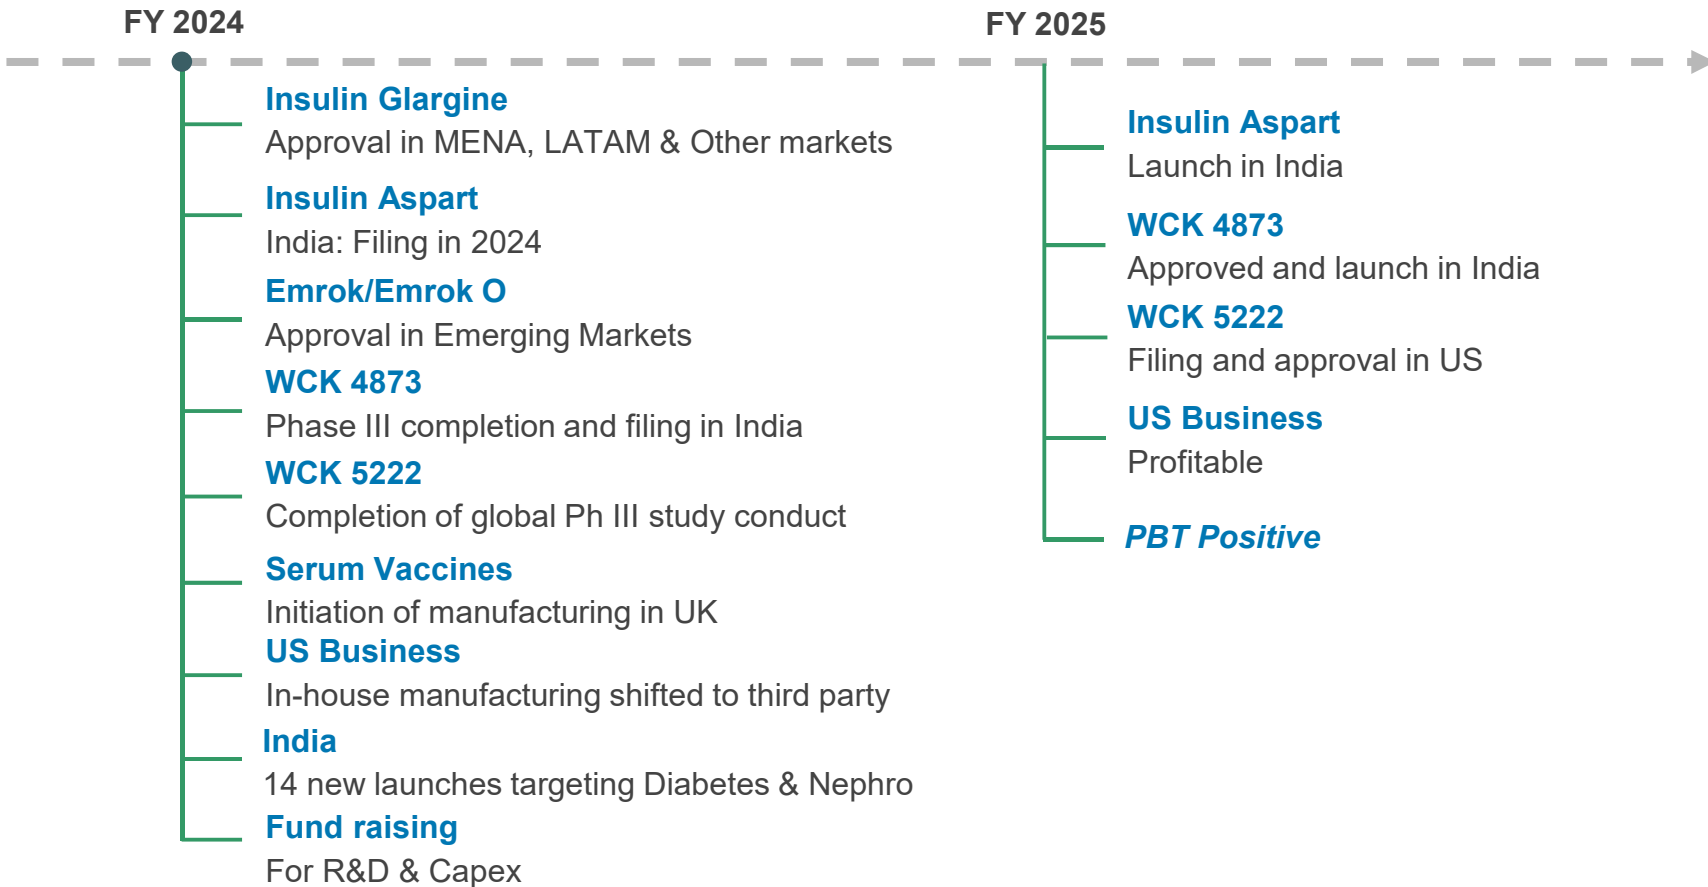 FY 2024
Insulin Glargine
Approval in MENA, LATAM & Other markets
Insulin Aspart
India: Filing in 2024
Emrok/Emrok O
Approval in Emerging Markets
WCK 4873
Phase III completion and filing in India
WCK 5222
Completion of global Ph III study conduct
Serum Vaccines
Initiation of manufacturing in UK
US Business
In-house manufacturing shifted to third party
India
14 new launches targeting Diabetes & Nephro
Fund raising
For R&D & Capex
FY 2025
Insulin Aspart
Launch in India
WCK 4873
Approved and launch in India
WCK 5222
Filing and approval in US
US Business
Profitable
PBT Positive